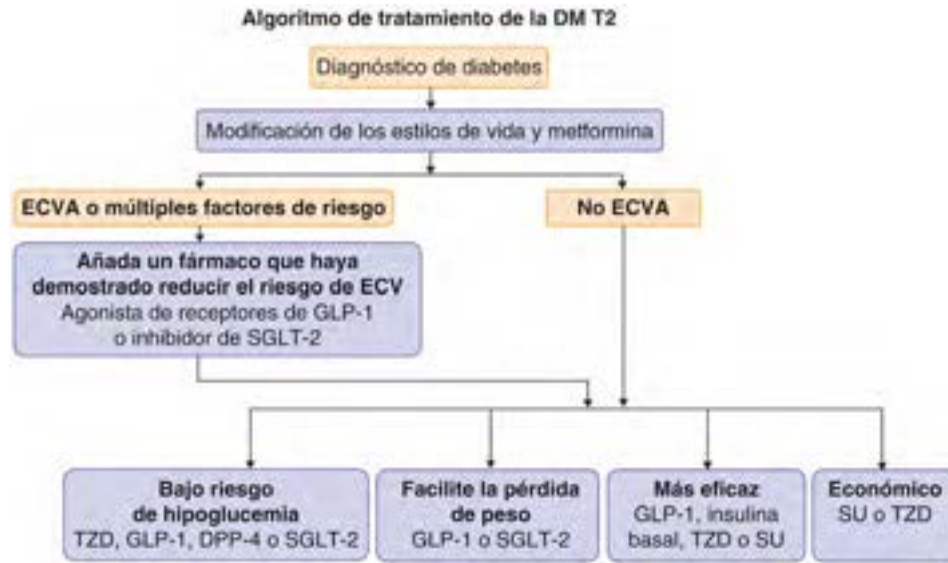 Algoritmo de tratamiento de la DM T2
Diagnóstico de diabetes
Modificación de los estilos de vida y metformina
ECVA o múltiples factores de riesgo
No ECVA
Añada un fármaco que haya
demostrado reducir el riesgo de ECV
Agonista de receptores de GLP-1
o inhibidor de SGLT-2
Bajo riesgo
de hipoglucemia
TZD, GLP-1, DPP-4 o SGLT-2
Facilite la pérdida
de peso
GLP-1 o SGLT-2
Más eficaz
GLP-1, insulina
basal, TZD o SU
Económico
SU o TZD